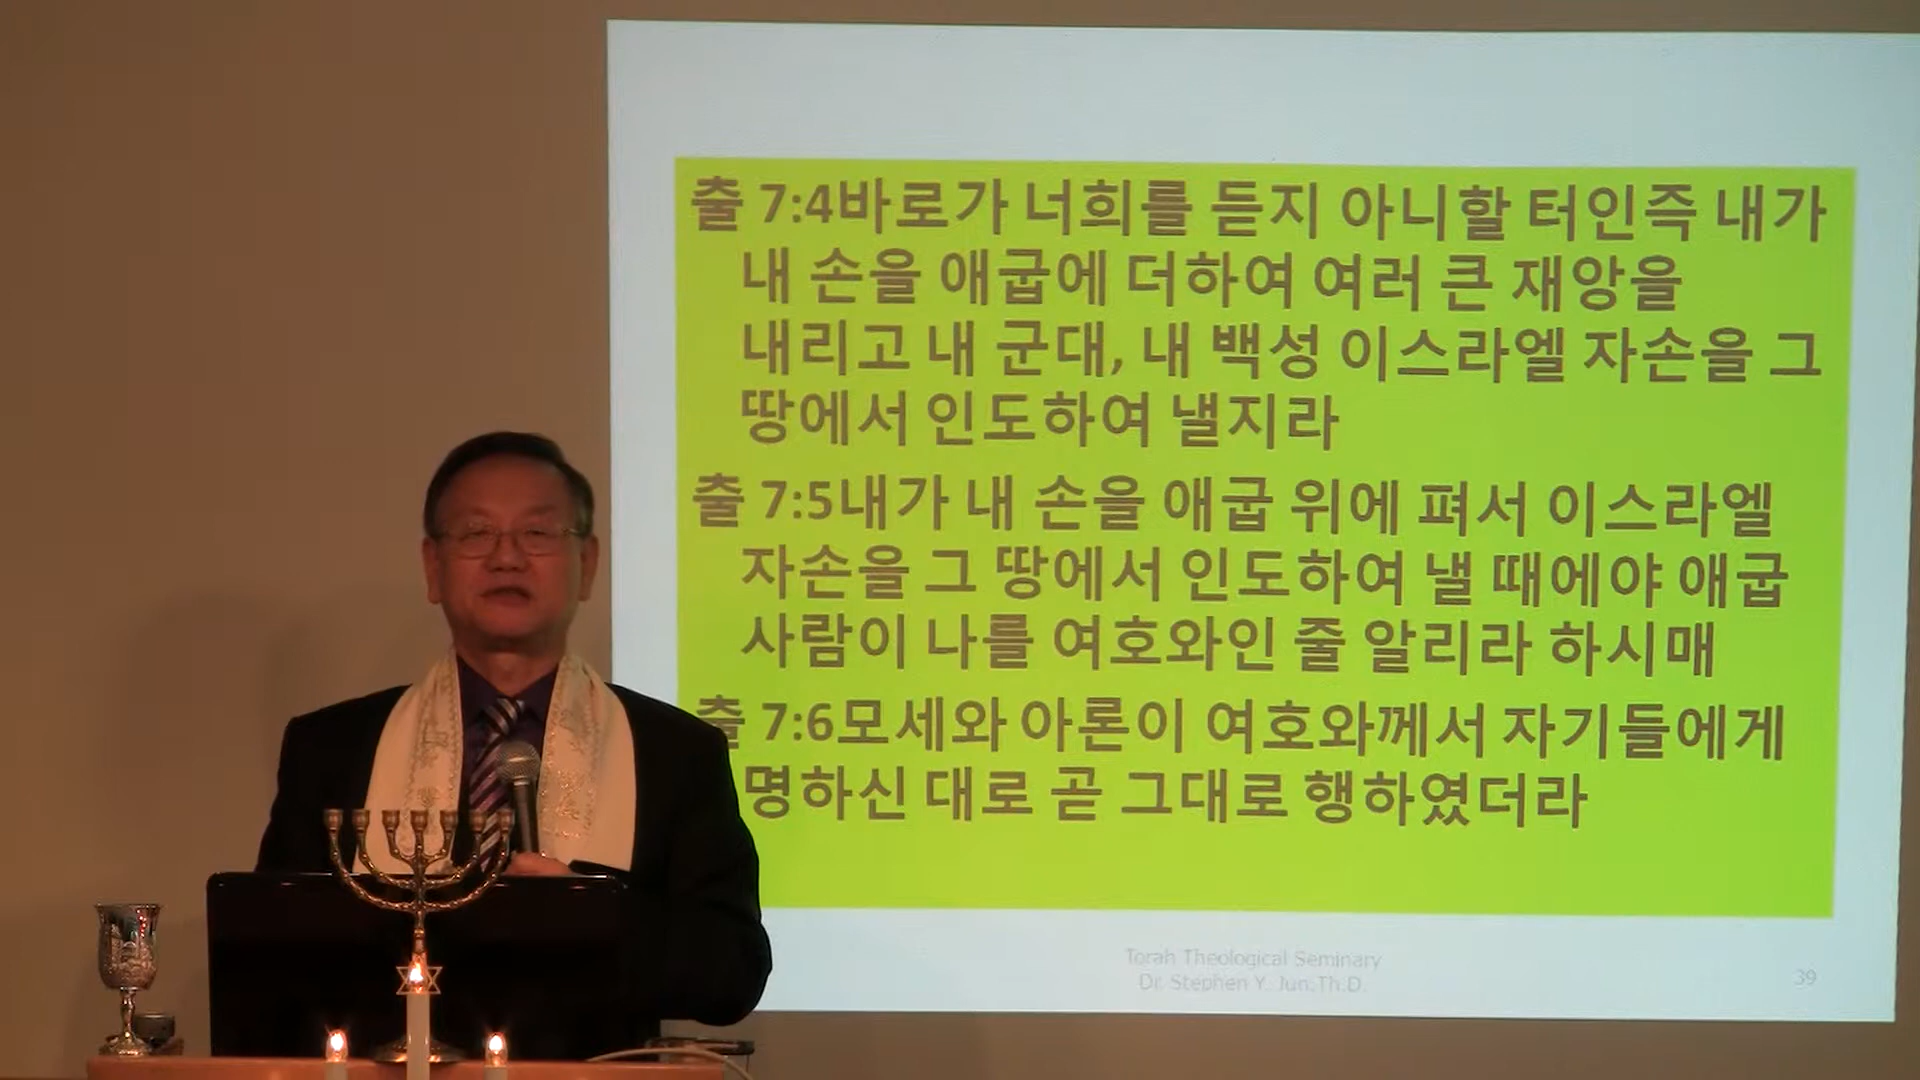 출 7:4바로가 너희를 듣지 아니할 터인즉 내가
내 손을 애굽에 더하여 여러 큰 재앙을
내리고 내 군대, 내 백성 이스라엘 자손을 그
땅에서 인도하여 낼지라
출 7:5내가 내 손을 애굽 위에 펴서 이스라엘
자손을 그 땅에서 인도하여 낼 때에야 애굽
사람이 나를 여호와인 줄 알리라 하시매
출 7:6모세와 아론이 여호와께서 자기들에게
명하신 대로 곧 그대로 행하였더라
Torah Theological Seminary
Dr. Stephen Y. Jun.Th.D.
39